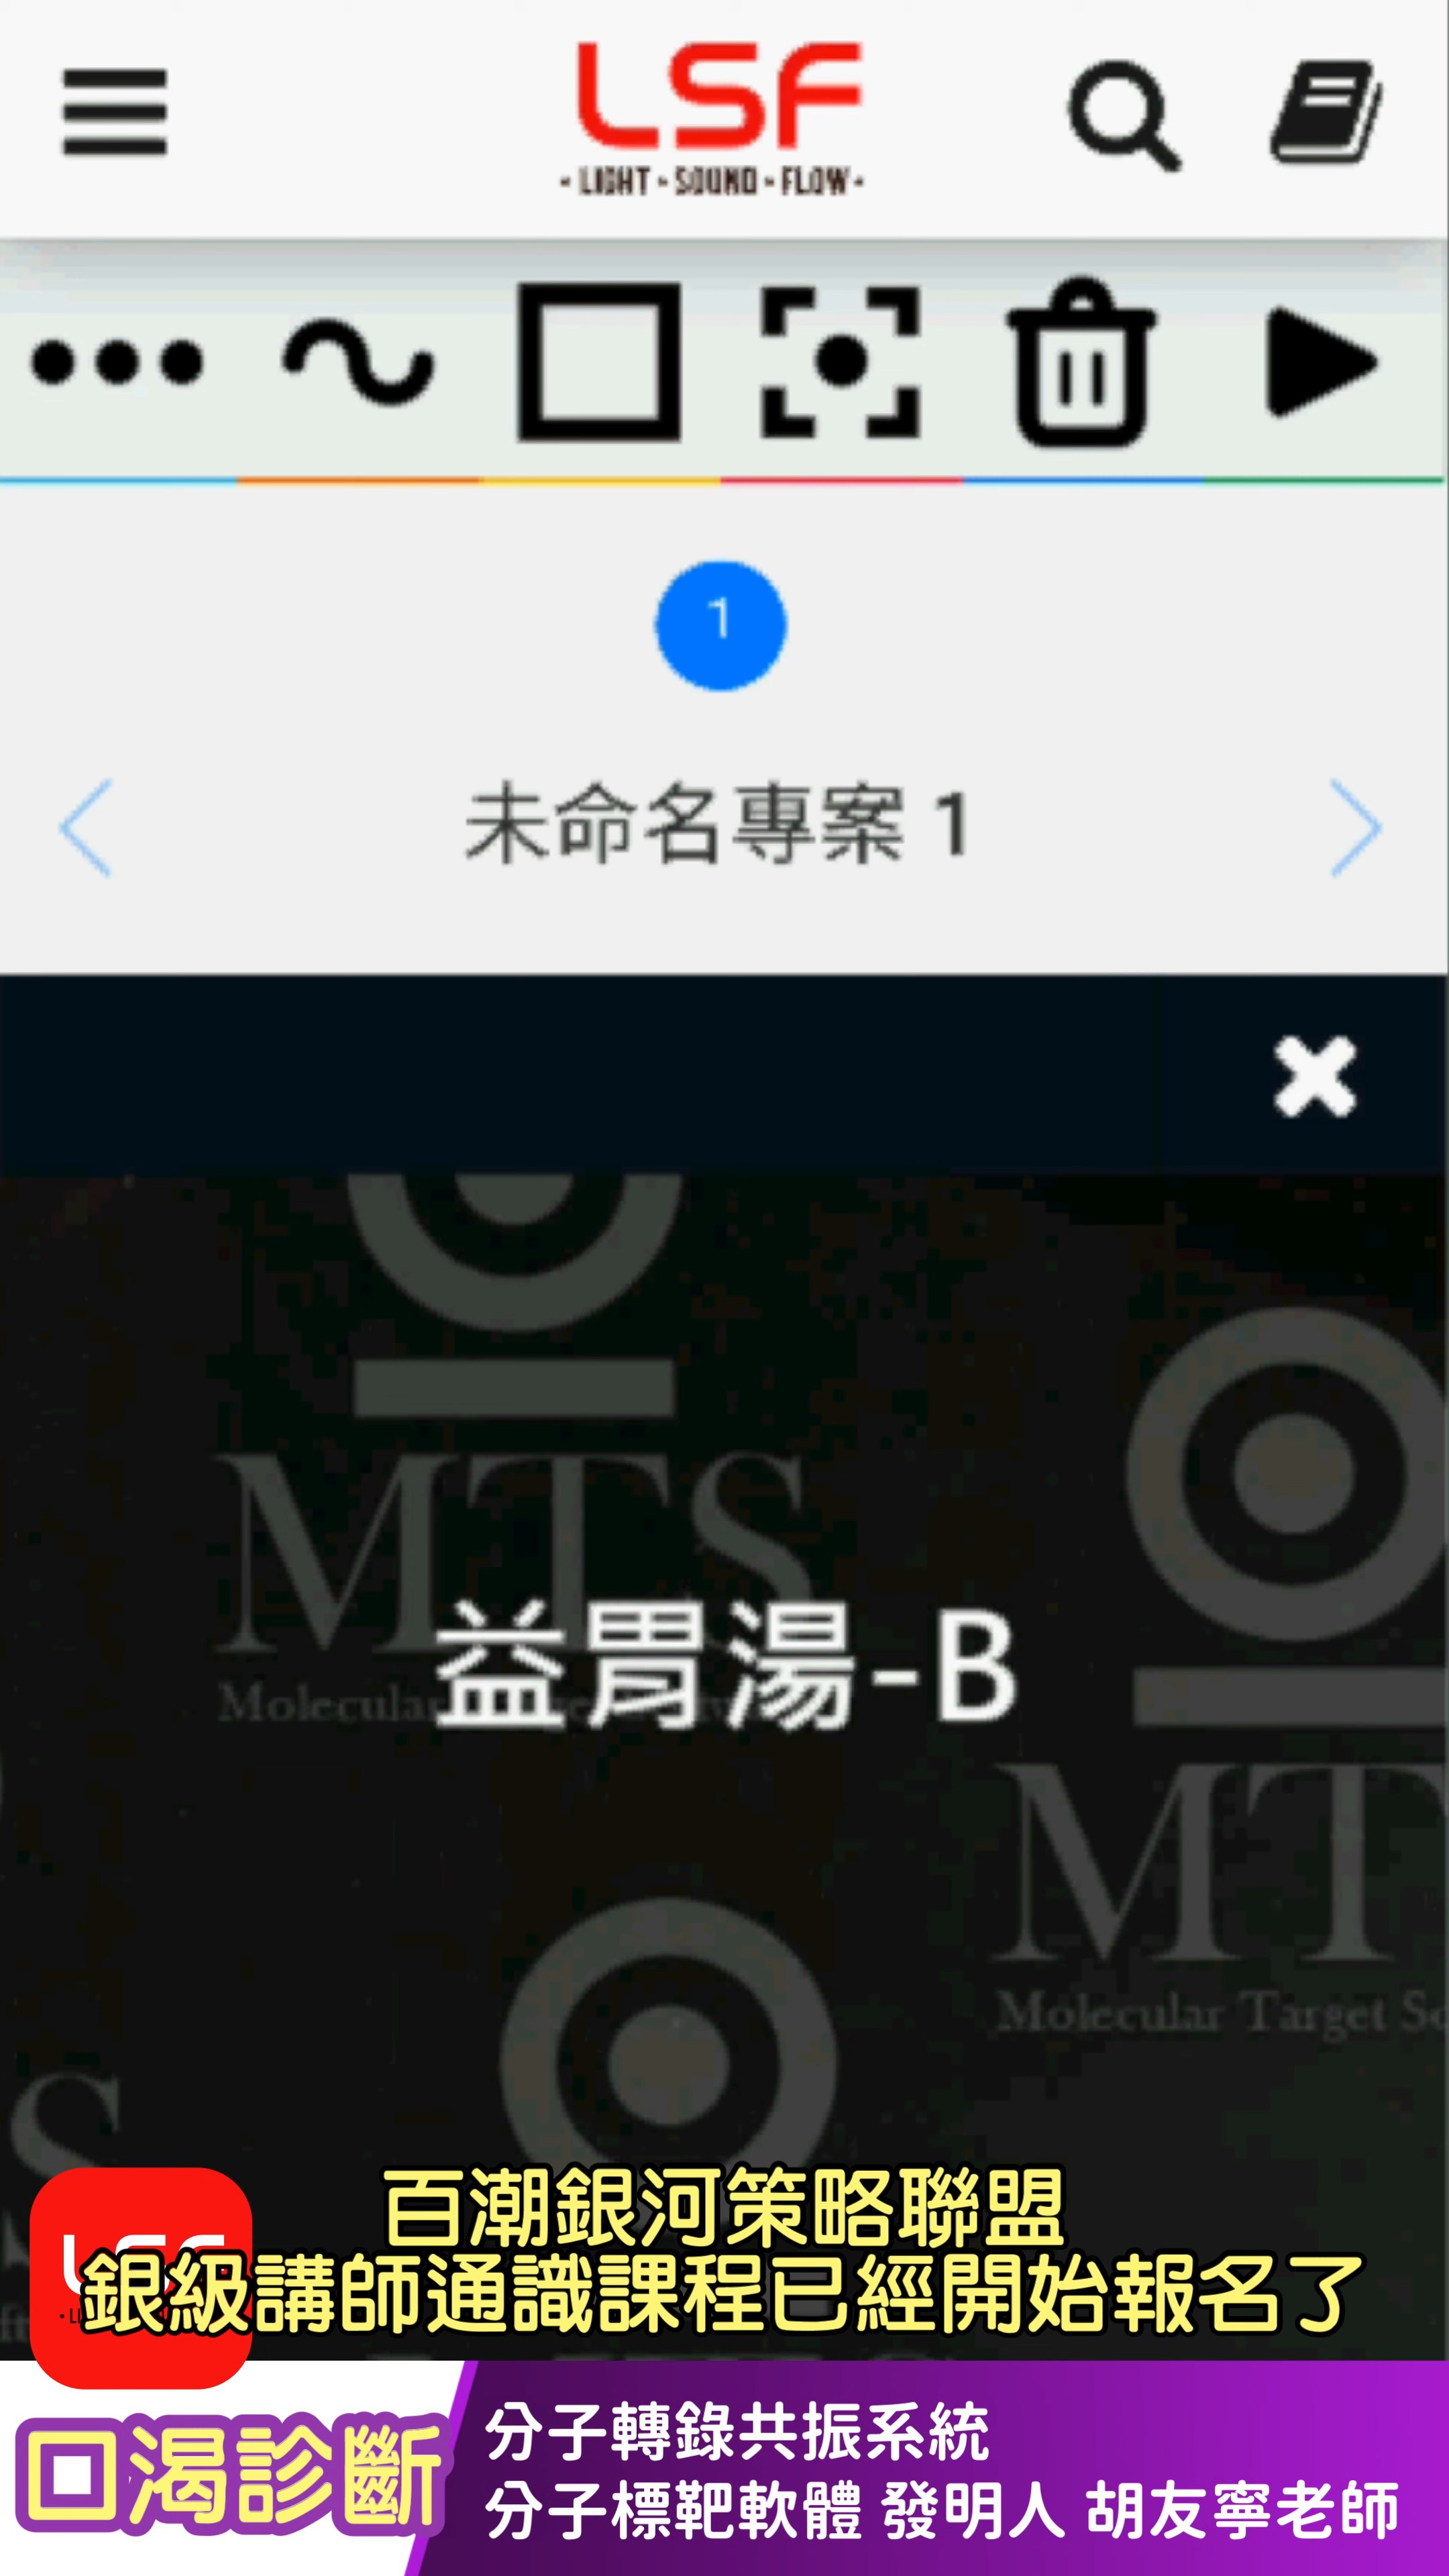 LSF
LIGHT - SOUND - FLOW
1
未命名專案 1
MTS
益胃湯-B
Molecular
MT
Molecular Target So
S
百潮銀河策略聯盟
銀級講師通識課程已經開始報名了
口渴診斷
分子轉錄共振系統
分子標靶軟體 發明人 胡友寧老師